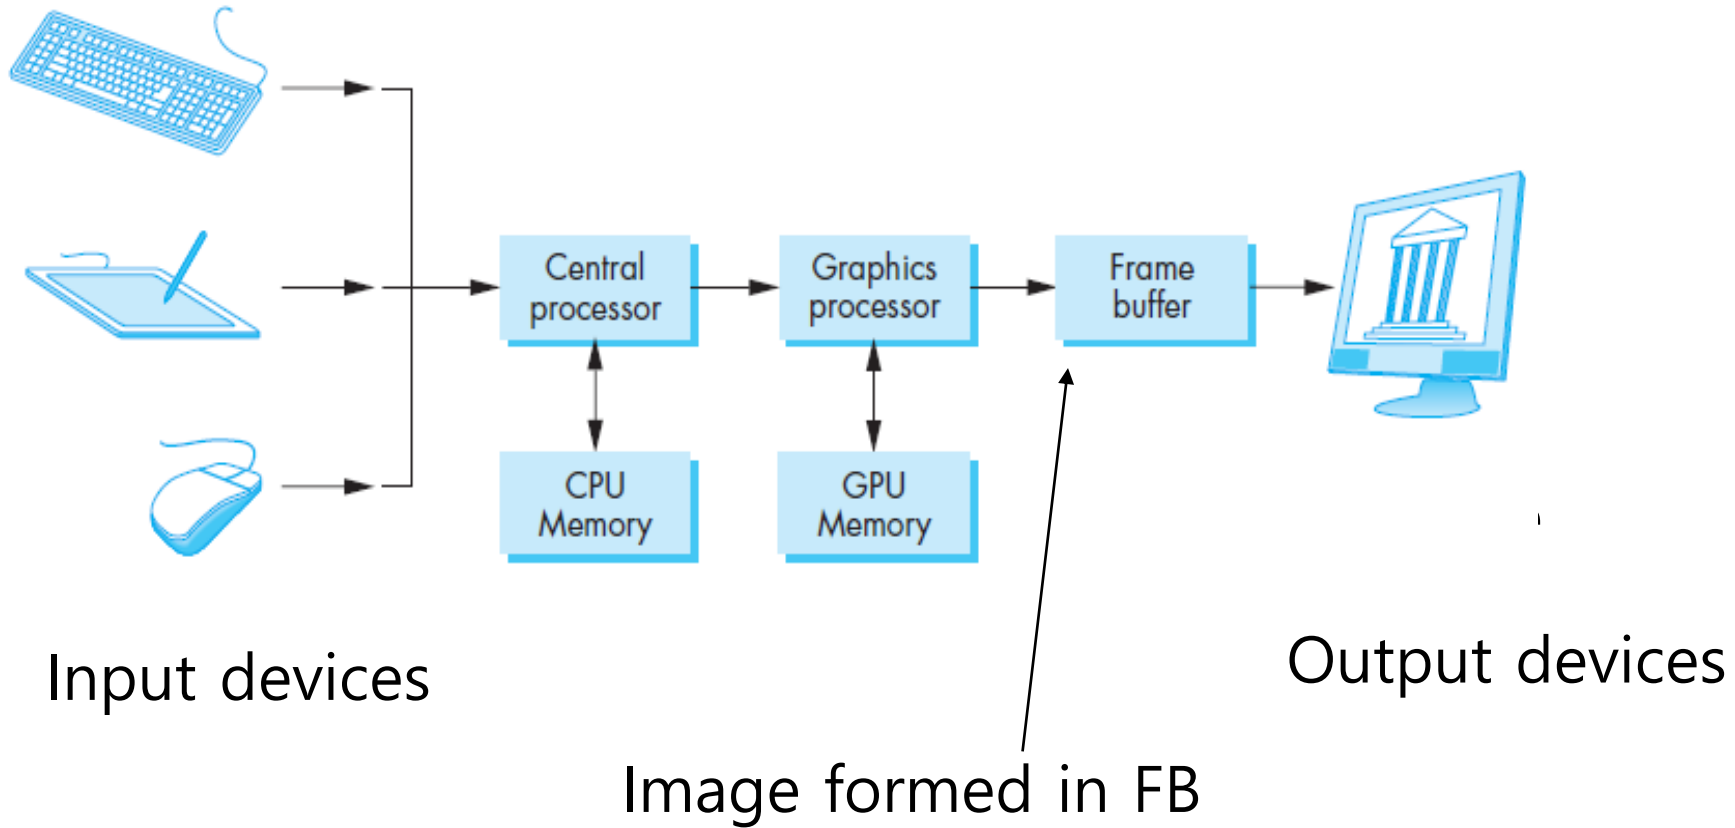 Central
processor
Graphics
processor
Frame
buffer
CPU
Memory
GPU
Memory
Input devices
Output devices
Image formed in FB